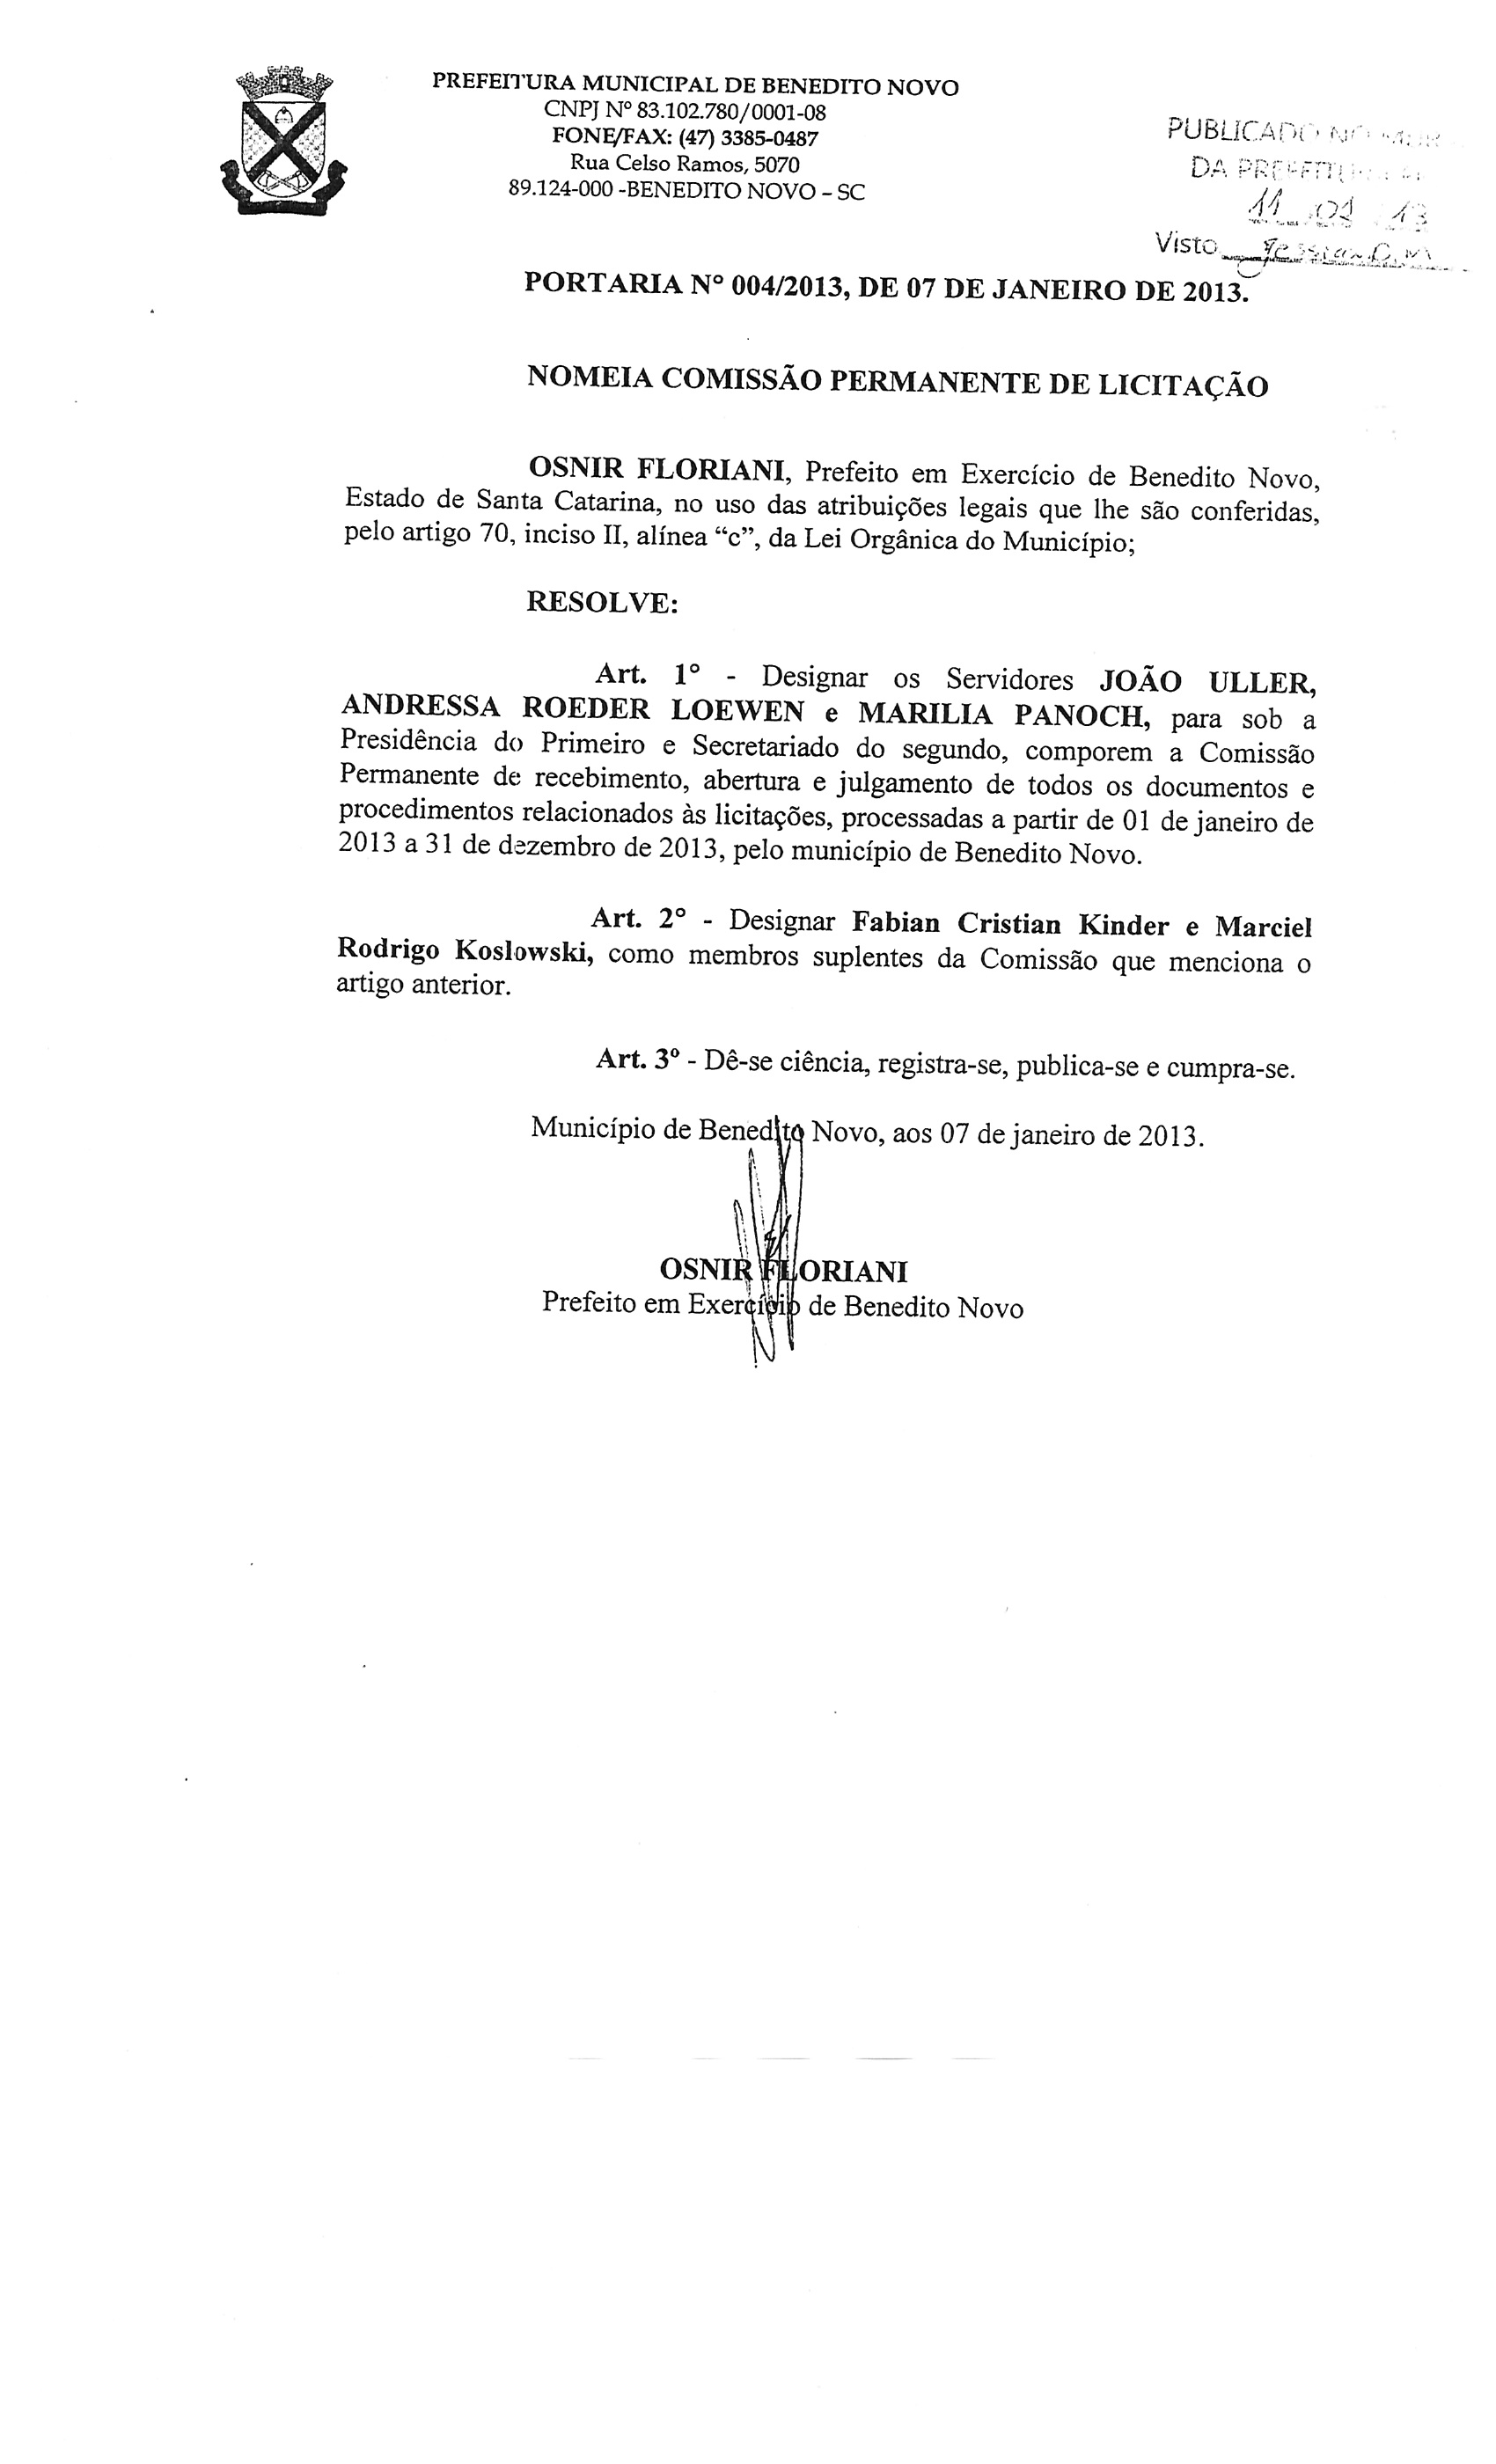 PREFEITURA MUNICIPAL DE BENEDITO NOVO
CNPJ Nº 83.102.780/0001-08
FONE/FAX: (47) 3385-0487
Rua Celso Ramos, 5070
89.124-000 -BENEDITO NOVO – SC
PUBLICADO NO
DA PREFEITURA
11 01 13
Visto
PORTARIA Nº 004/2013, DE 07 DE JANEIRO DE 2013.
NOMEIA COMISSÃO PERMANENTE DE LICITAÇÃO
OSNIR FLORIANI, Prefeito em Exercício de Benedito Novo,
Estado de Santa Catarina, no uso das atribuições legais que lhe são conferidas,
pelo artigo 70, inciso II, alínea “c”, da Lei Orgânica do Município;
RESOLVE:
Art. 1º - Designar os Servidores JOÃO ULLER,
ANDRESSA ROEDER LOEWEN e MARILIA PANOCH, para sob a
Presidência do Primeiro e Secretariado do segundo, comporem a Comissão
Permanente de recebimento, abertura e julgamento de todos os documentos e
procedimentos relacionados às licitações, processadas a partir de 01 de janeiro de
2013 a 31 de dezembro de 2013, pelo município de Benedito Novo.
Art. 2º - Designar Fabian Cristian Kinder e Marciel
Rodrigo Koslowski, como membros suplentes da Comissão que menciona o
artigo anterior.
Art. 3º - Dê-se ciência, registra-se, publica-se e cumpra-se.
Município de Benedito Novo, aos 07 de janeiro de 2013.
OSNIR FLORIANI
Prefeito em Exercício de Benedito Novo